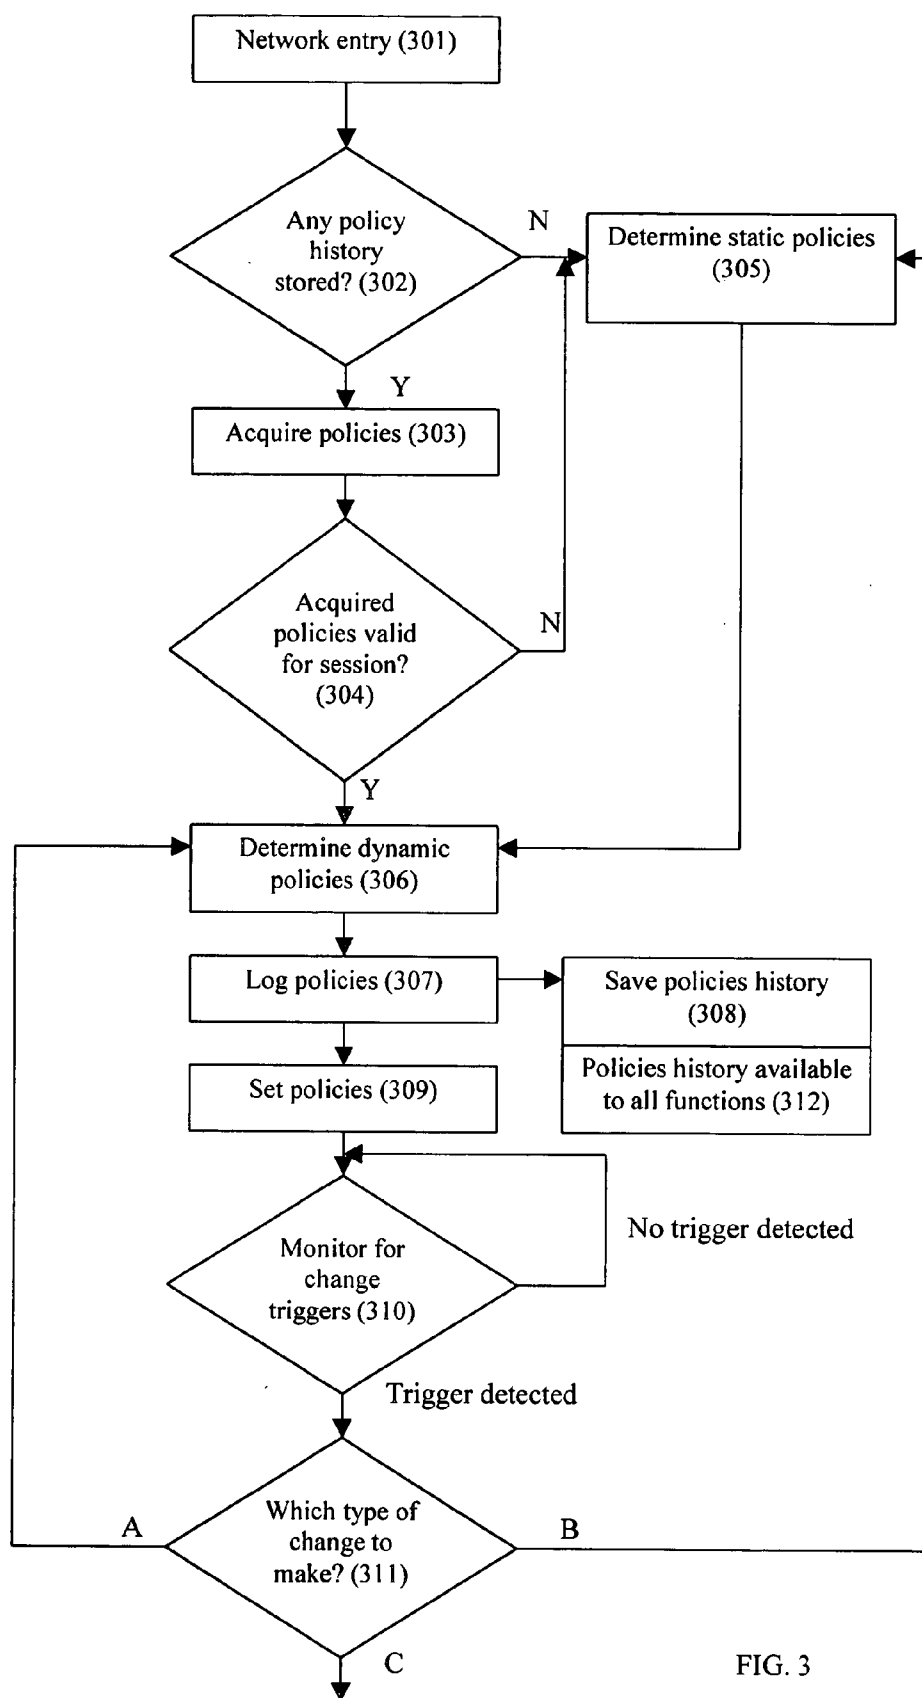 Network entry (301)
Any policy
history
stored? (302)
N
Determine static policies
(305)
Y
Acquire policies (303)
Acquired
policies valid
for session?
(304)
N
Y
Determine dynamic
policies (306)
Log policies (307)
Save policies history
(308)
Set policies (309)
Policies history available
to all functions (312)
No trigger detected
Monitor for
change
triggers (310)
Trigger detected
Which type of
change to
make? (311)
A
B
C
FIG. 3